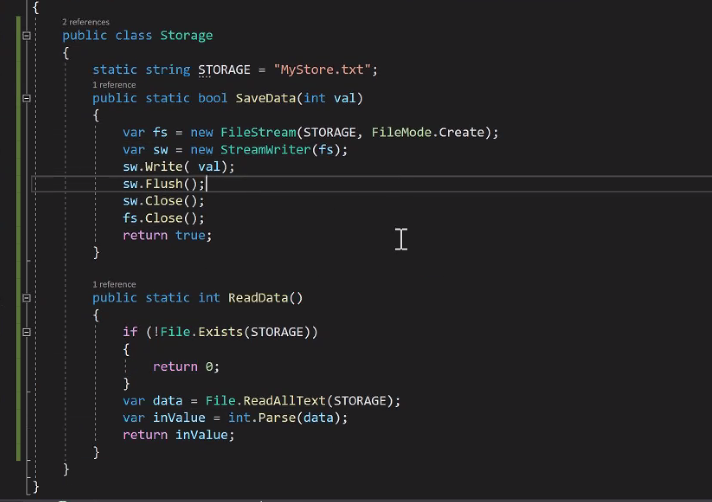 {
2 references
public class Storage
{
static string STORAGE = "MyStore.txt";
1 reference
public static bool SaveData(int val)
{
var fs = new FileStream(STORAGE, FileMode.Create);
var sw = new StreamWriter(fs);
sw.Write( val);
sw.Flush();
sw.Close();
fs.Close();
return true;
}
1 reference
public static int ReadData()
{
if (!File.Exists(STORAGE))
{
return 0;
}
var data = File.ReadAllText(STORAGE);
var inValue = int.Parse(data);
return inValue;
}
}
}